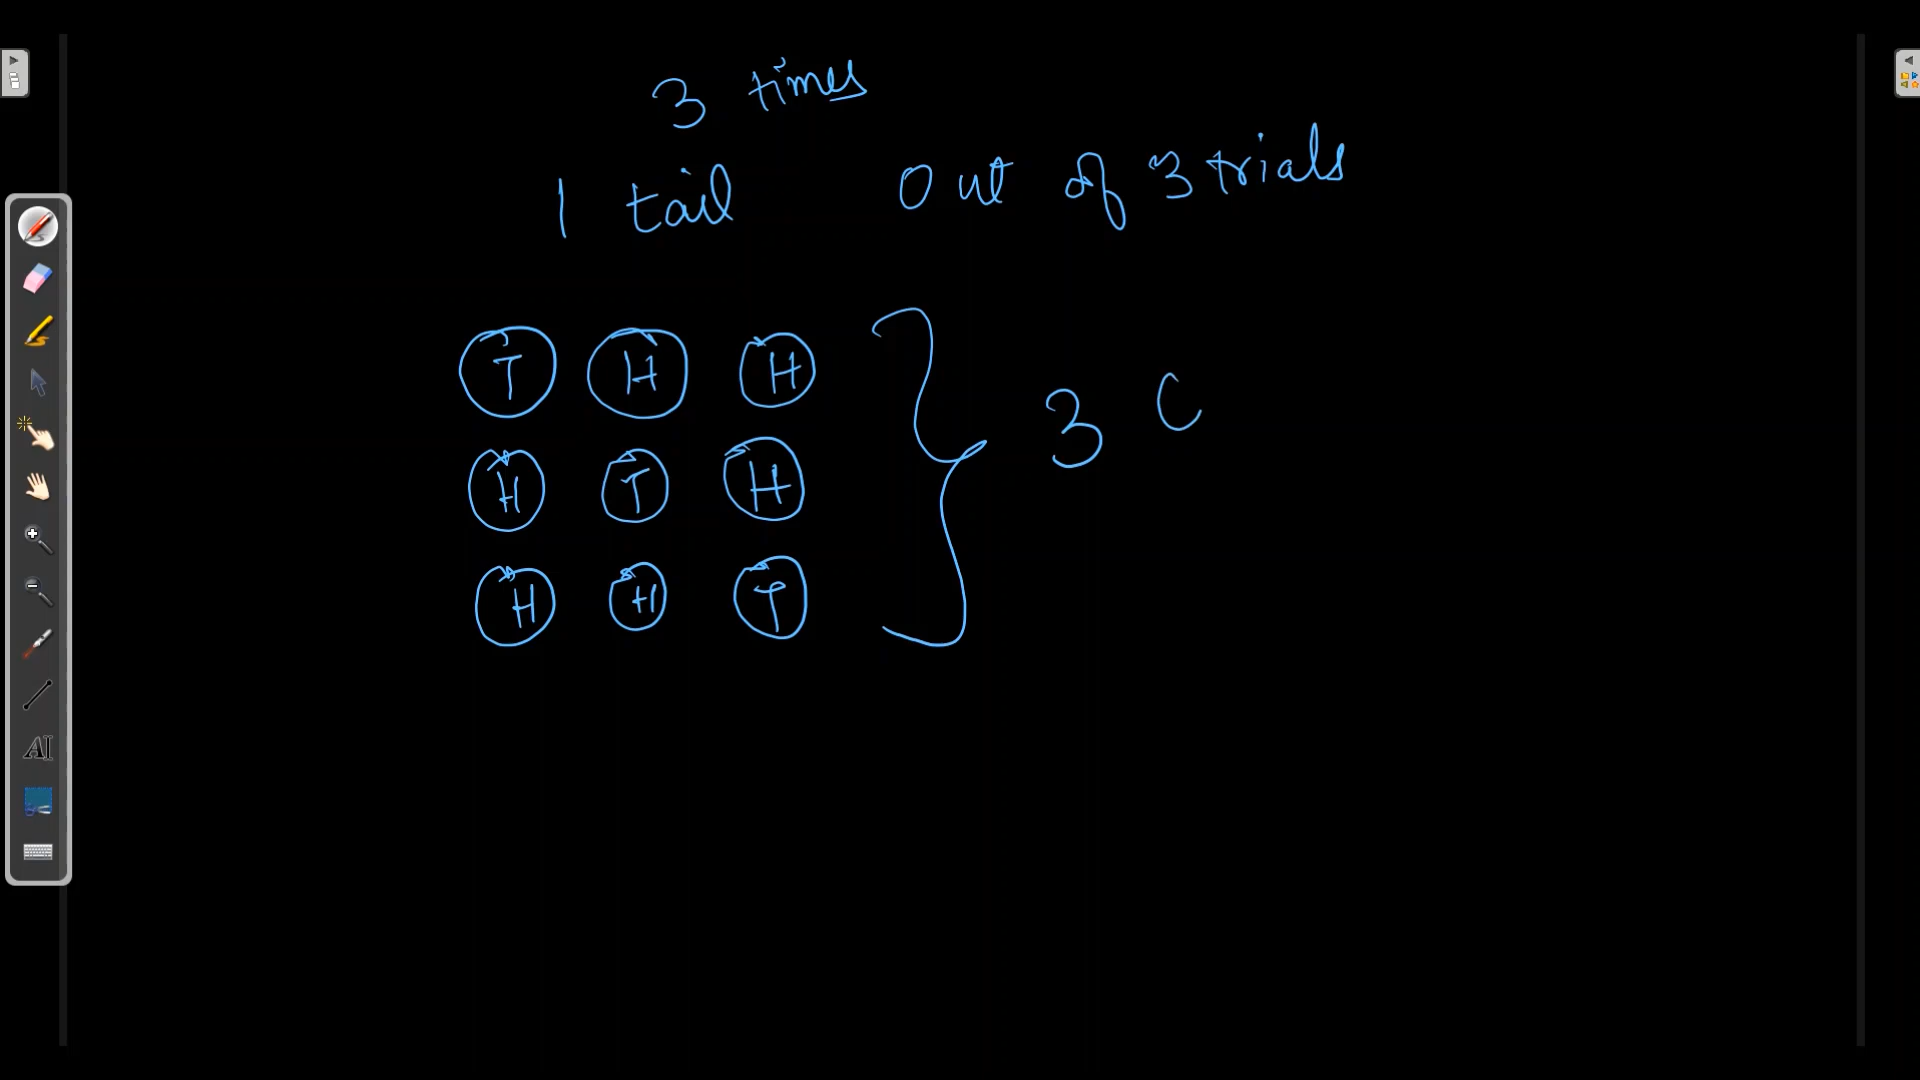 3 times
1 tail out of 3 trials
T H H
H T H
H H T
3 C